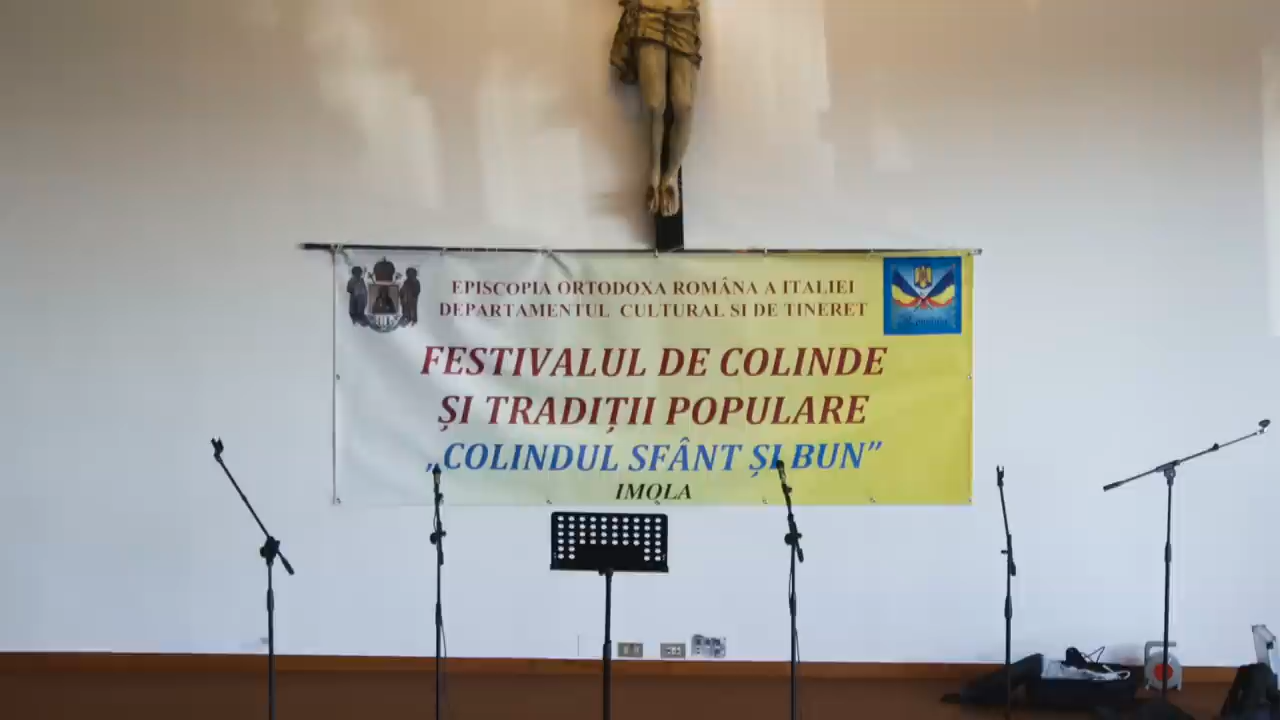 EPISCOPIA ORTODOXA ROMÂNA A ITALIEI
DEPARTAMENTUL CULTURAL SI DE TINERET
FESTIVALUL DE COLINDE
ȘI TRADIȚII POPULARE
„COLINDUL SFÂNT ȘI BUN”
IMOLA